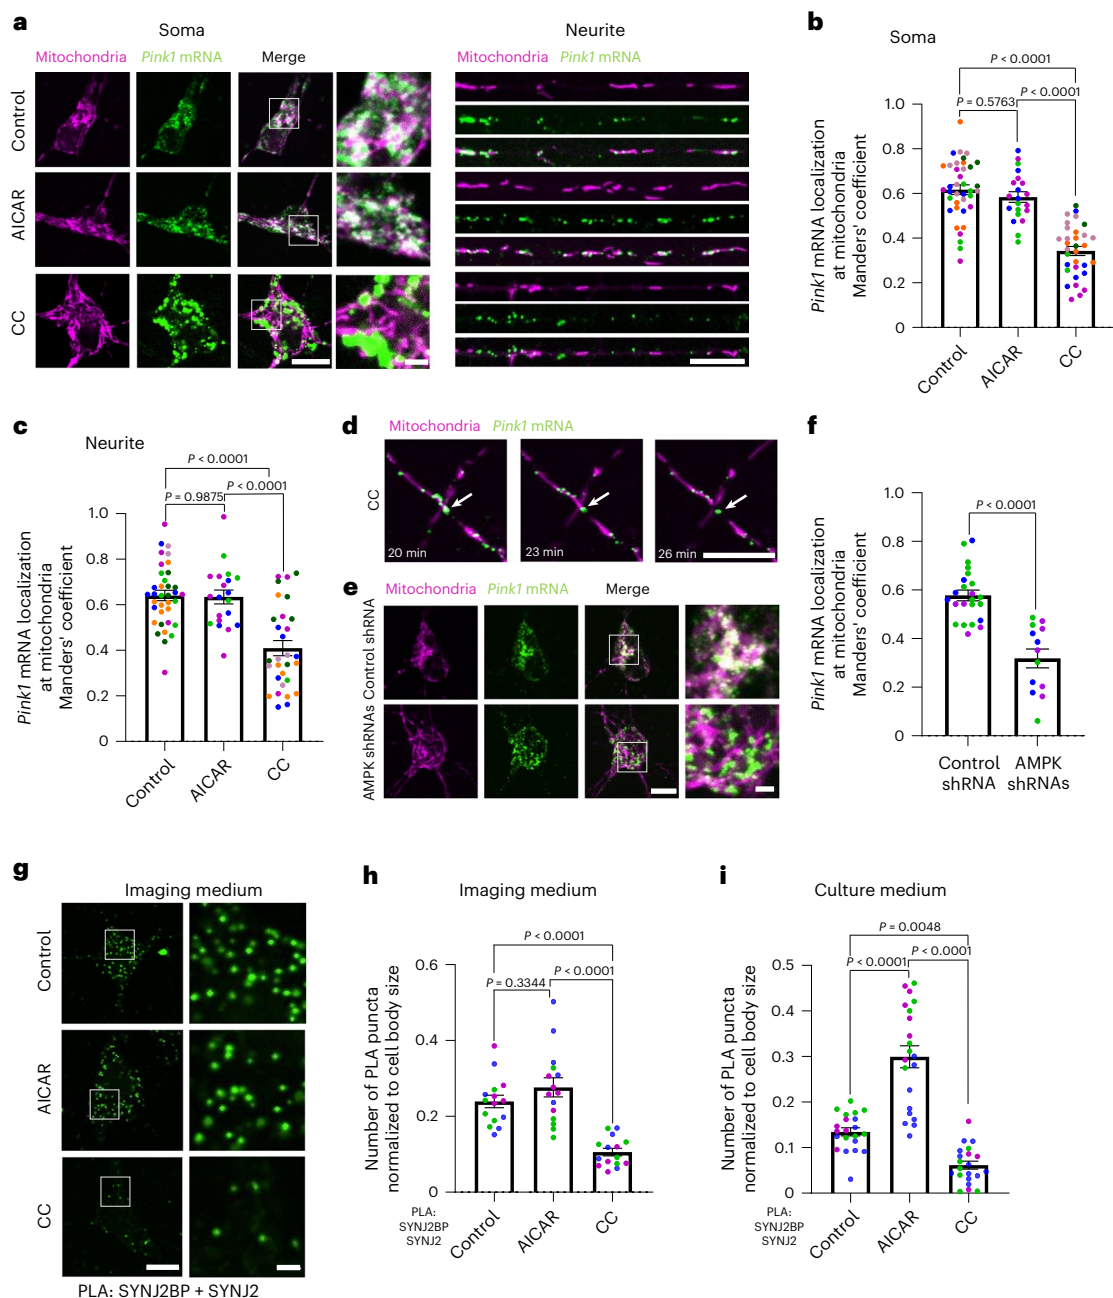 a
Soma
Neurite
Mitochondria Pink1 mRNA Merge
Mitochondria Pink1 mRNA
Control
AICAR
CC
b
Soma
P < 0.0001
P = 0.5763
P < 0.0001
Pink1 mRNA localization
at mitochondria
Manders' coefficient
1.0
0.8
0.6
0.4
0.2
0
Control
AICAR
CC
c
Neurite
P < 0.0001
P = 0.9875
P < 0.0001
Pink1 mRNA localization
at mitochondria
Manders' coefficient
1.0
0.8
0.6
0.4
0.2
0
Control
AICAR
CC
d
Mitochondria Pink1 mRNA
CC
20 min
23 min
26 min
e
Mitochondria Pink1 mRNA Merge
Control shRNA
AMPK shRNAs
f
P < 0.0001
Pink1 mRNA localization
at mitochondria
Manders' coefficient
1.0
0.8
0.6
0.4
0.2
0
Control
shRNA
AMPK
shRNAs
g
Imaging medium
Control
AICAR
CC
PLA: SYNJ2BP + SYNJ2
h
Imaging medium
P < 0.0001
P = 0.3344
P < 0.0001
Number of PLA puncta
normalized to cell body size
0.6
0.4
0.2
0
PLA:
SYNJ2BP
SYNJ2
Control
AICAR
CC
i
Culture medium
P = 0.0048
P < 0.0001
P < 0.0001
Number of PLA puncta
normalized to cell body size
0.5
0.4
0.3
0.2
0.1
0
PLA:
SYNJ2BP
SYNJ2
Control
AICAR
CC